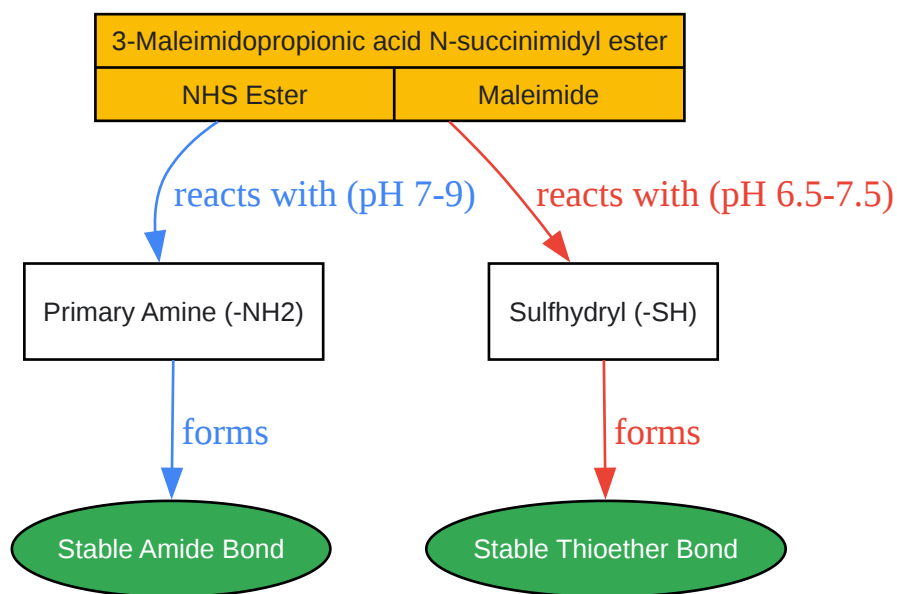 3-Maleimidopropionic acid N-succinimidyl ester
NHS Ester
Maleimide
reacts with (pH 7-9)
reacts with (pH 6.5-7.5)
Primary Amine (-NH2)
Sulfhydryl (-SH)
forms
forms
Stable Amide Bond
Stable Thioether Bond